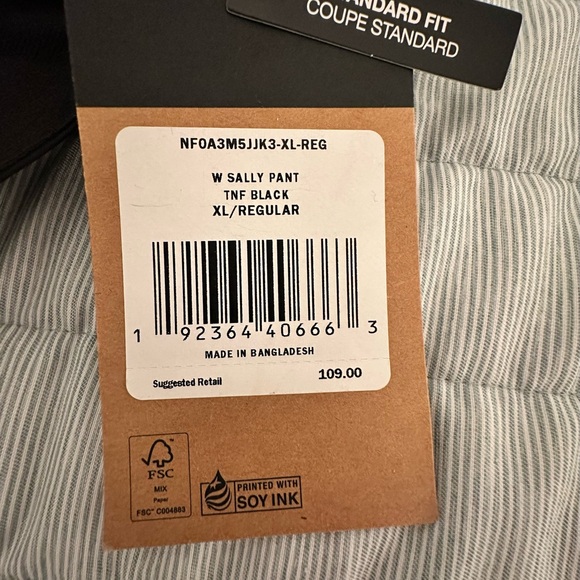 STANDARD FIT
COUPE STANDARD
NF0A3M5JJK3-XL-REG
W SALLY PANT
TNF BLACK
XL/REGULAR
1 92364 40666 3
MADE IN BANGLADESH
Suggested Retail 109.00
FSC
MIX
Paper
FSC™ C004883
PRINTED WITH
SOY INK